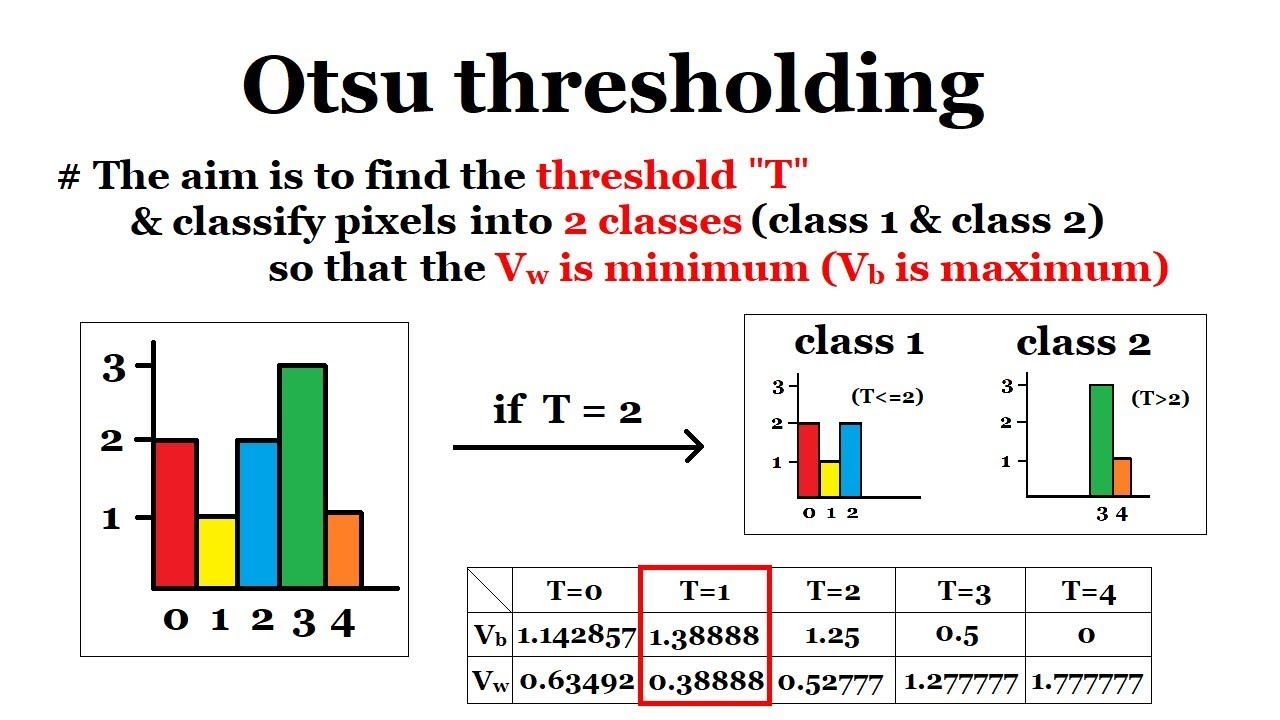 Otsu thresholding
# The aim is to find the threshold "T"
& classify pixels into 2 classes (class 1 & class 2)
so that the Vw is minimum (Vb is maximum)
3
2
1
0 1 2 3 4
if T = 2
class 1
(T<=2)
3
2
1
0 1 2
class 2
(T>2)
3
2
1
3 4
T=0 T=1 T=2 T=3 T=4
Vb 1.142857 1.38888 1.25 0.5 0
Vw 0.63492 0.38888 0.52777 1.277777 1.777777